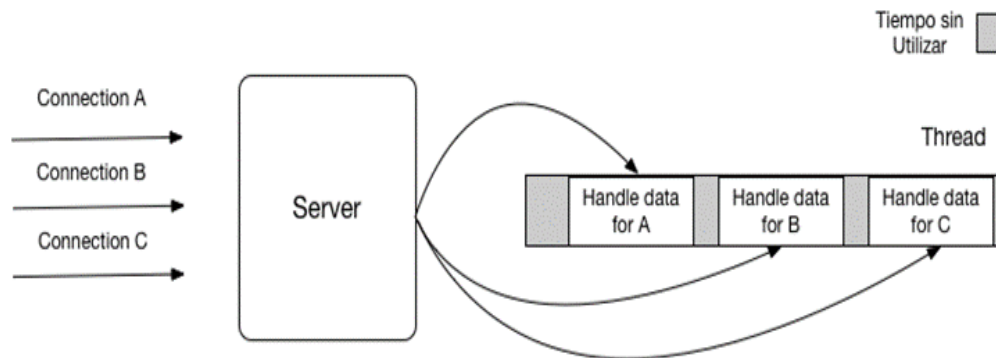 Tiempo sin
Utilizar
Connection A
Connection B
Connection C
Server
Thread
Handle data
for A
Handle data
for B
Handle data
for C